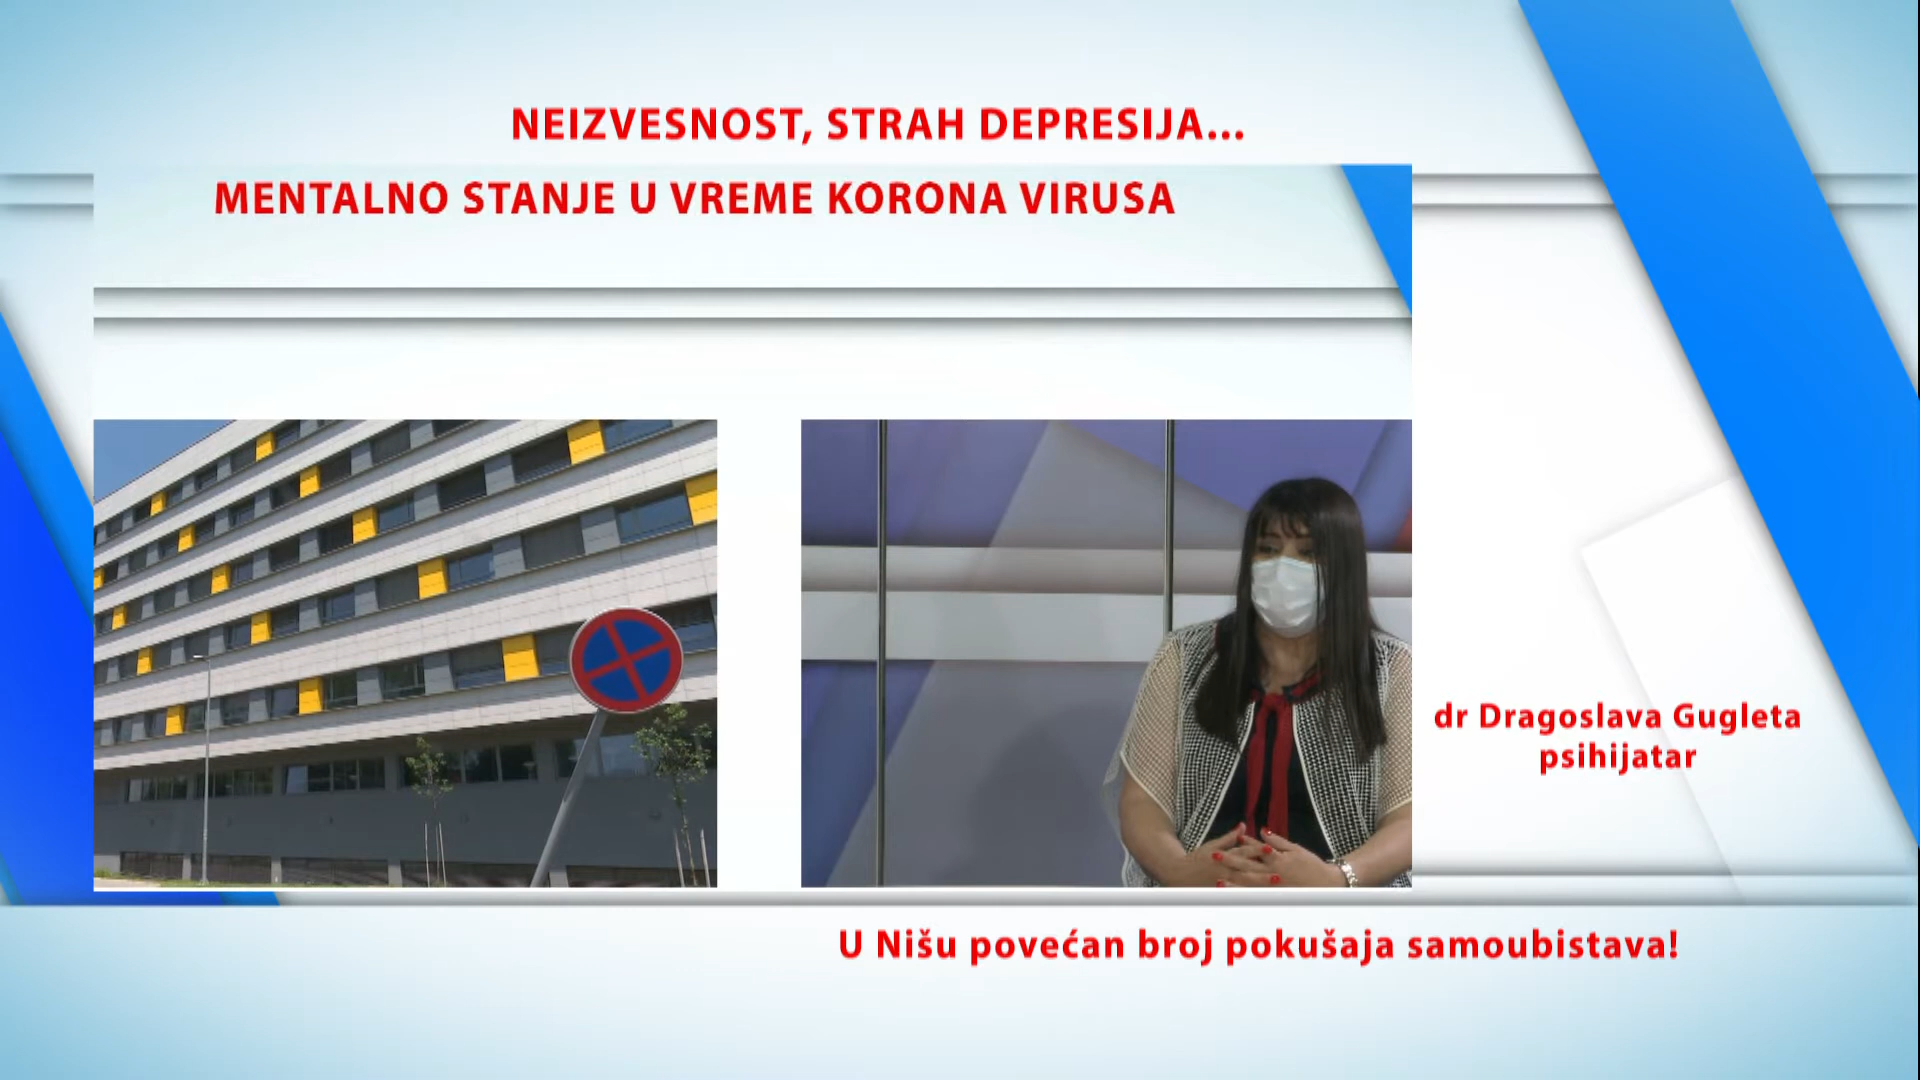 NEIZVESNOST, STRAH DEPRESIJA...
MENTALNO STANJE U VREME KORONA VIRUSA
dr Dragoslava Gugleta
psihijatar
U Nišu povećan broj pokušaja samoubistava!